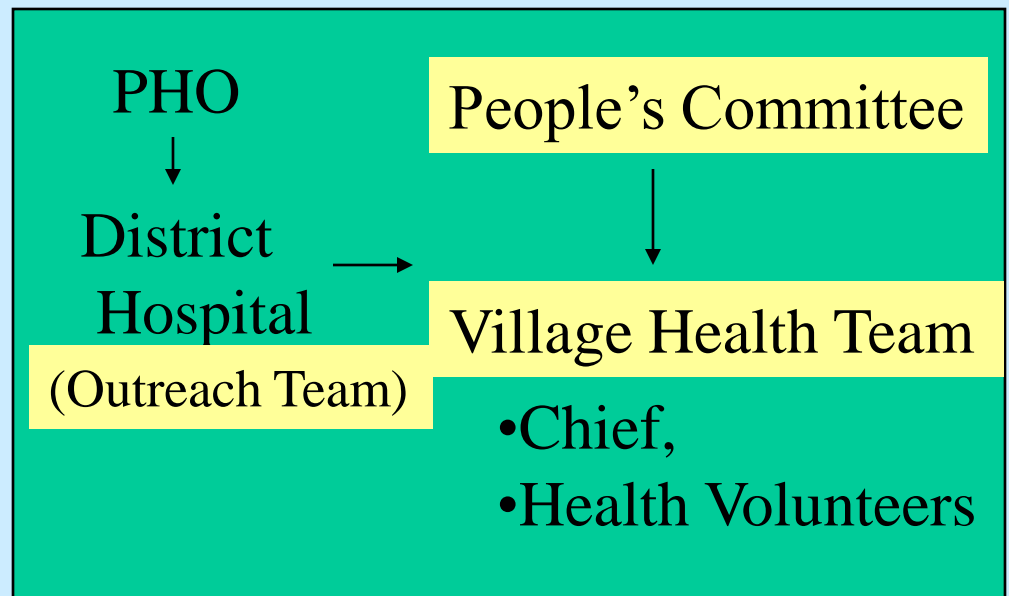 PHO
District
Hospital
(Outreach Team)
People’s Committee
Village Health Team
•Chief,
•Health Volunteers